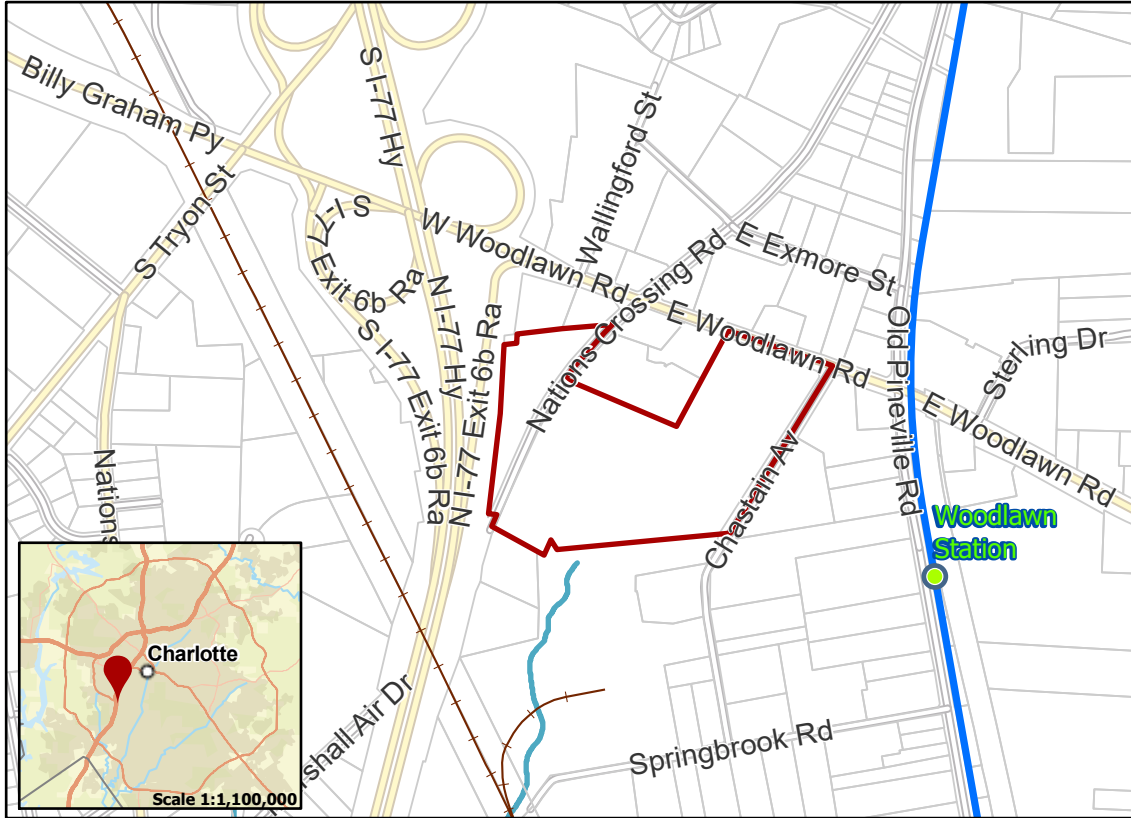 Billy Graham Py
S I-77 Hy
S Tryon St
S I-77
Exit 6b Ra
W Woodlawn Rd
Wallingford St
Nations Crossing Rd
E Exmore St
E Woodlawn Rd
Old Pineville Rd
Sterling Dr
E Woodlawn Rd
N I-77 Hy
S I-77 Exit 6b Ra
N I-77 Exit 6b Ra
Chastain Av
Nations
Woodlawn
Station
Charlotte
Scale 1:1,100,000
shall Air Dr
Springbrook Rd